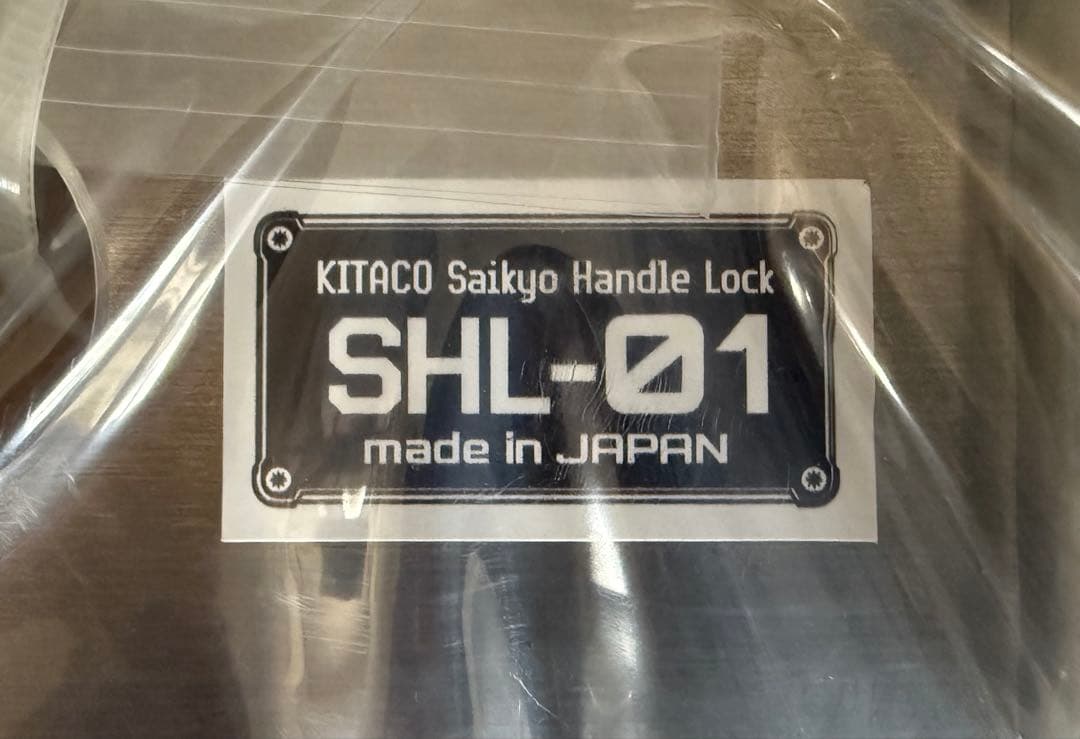 KITACO Saikyo Handle Lock
SHL-01
made in JAPAN